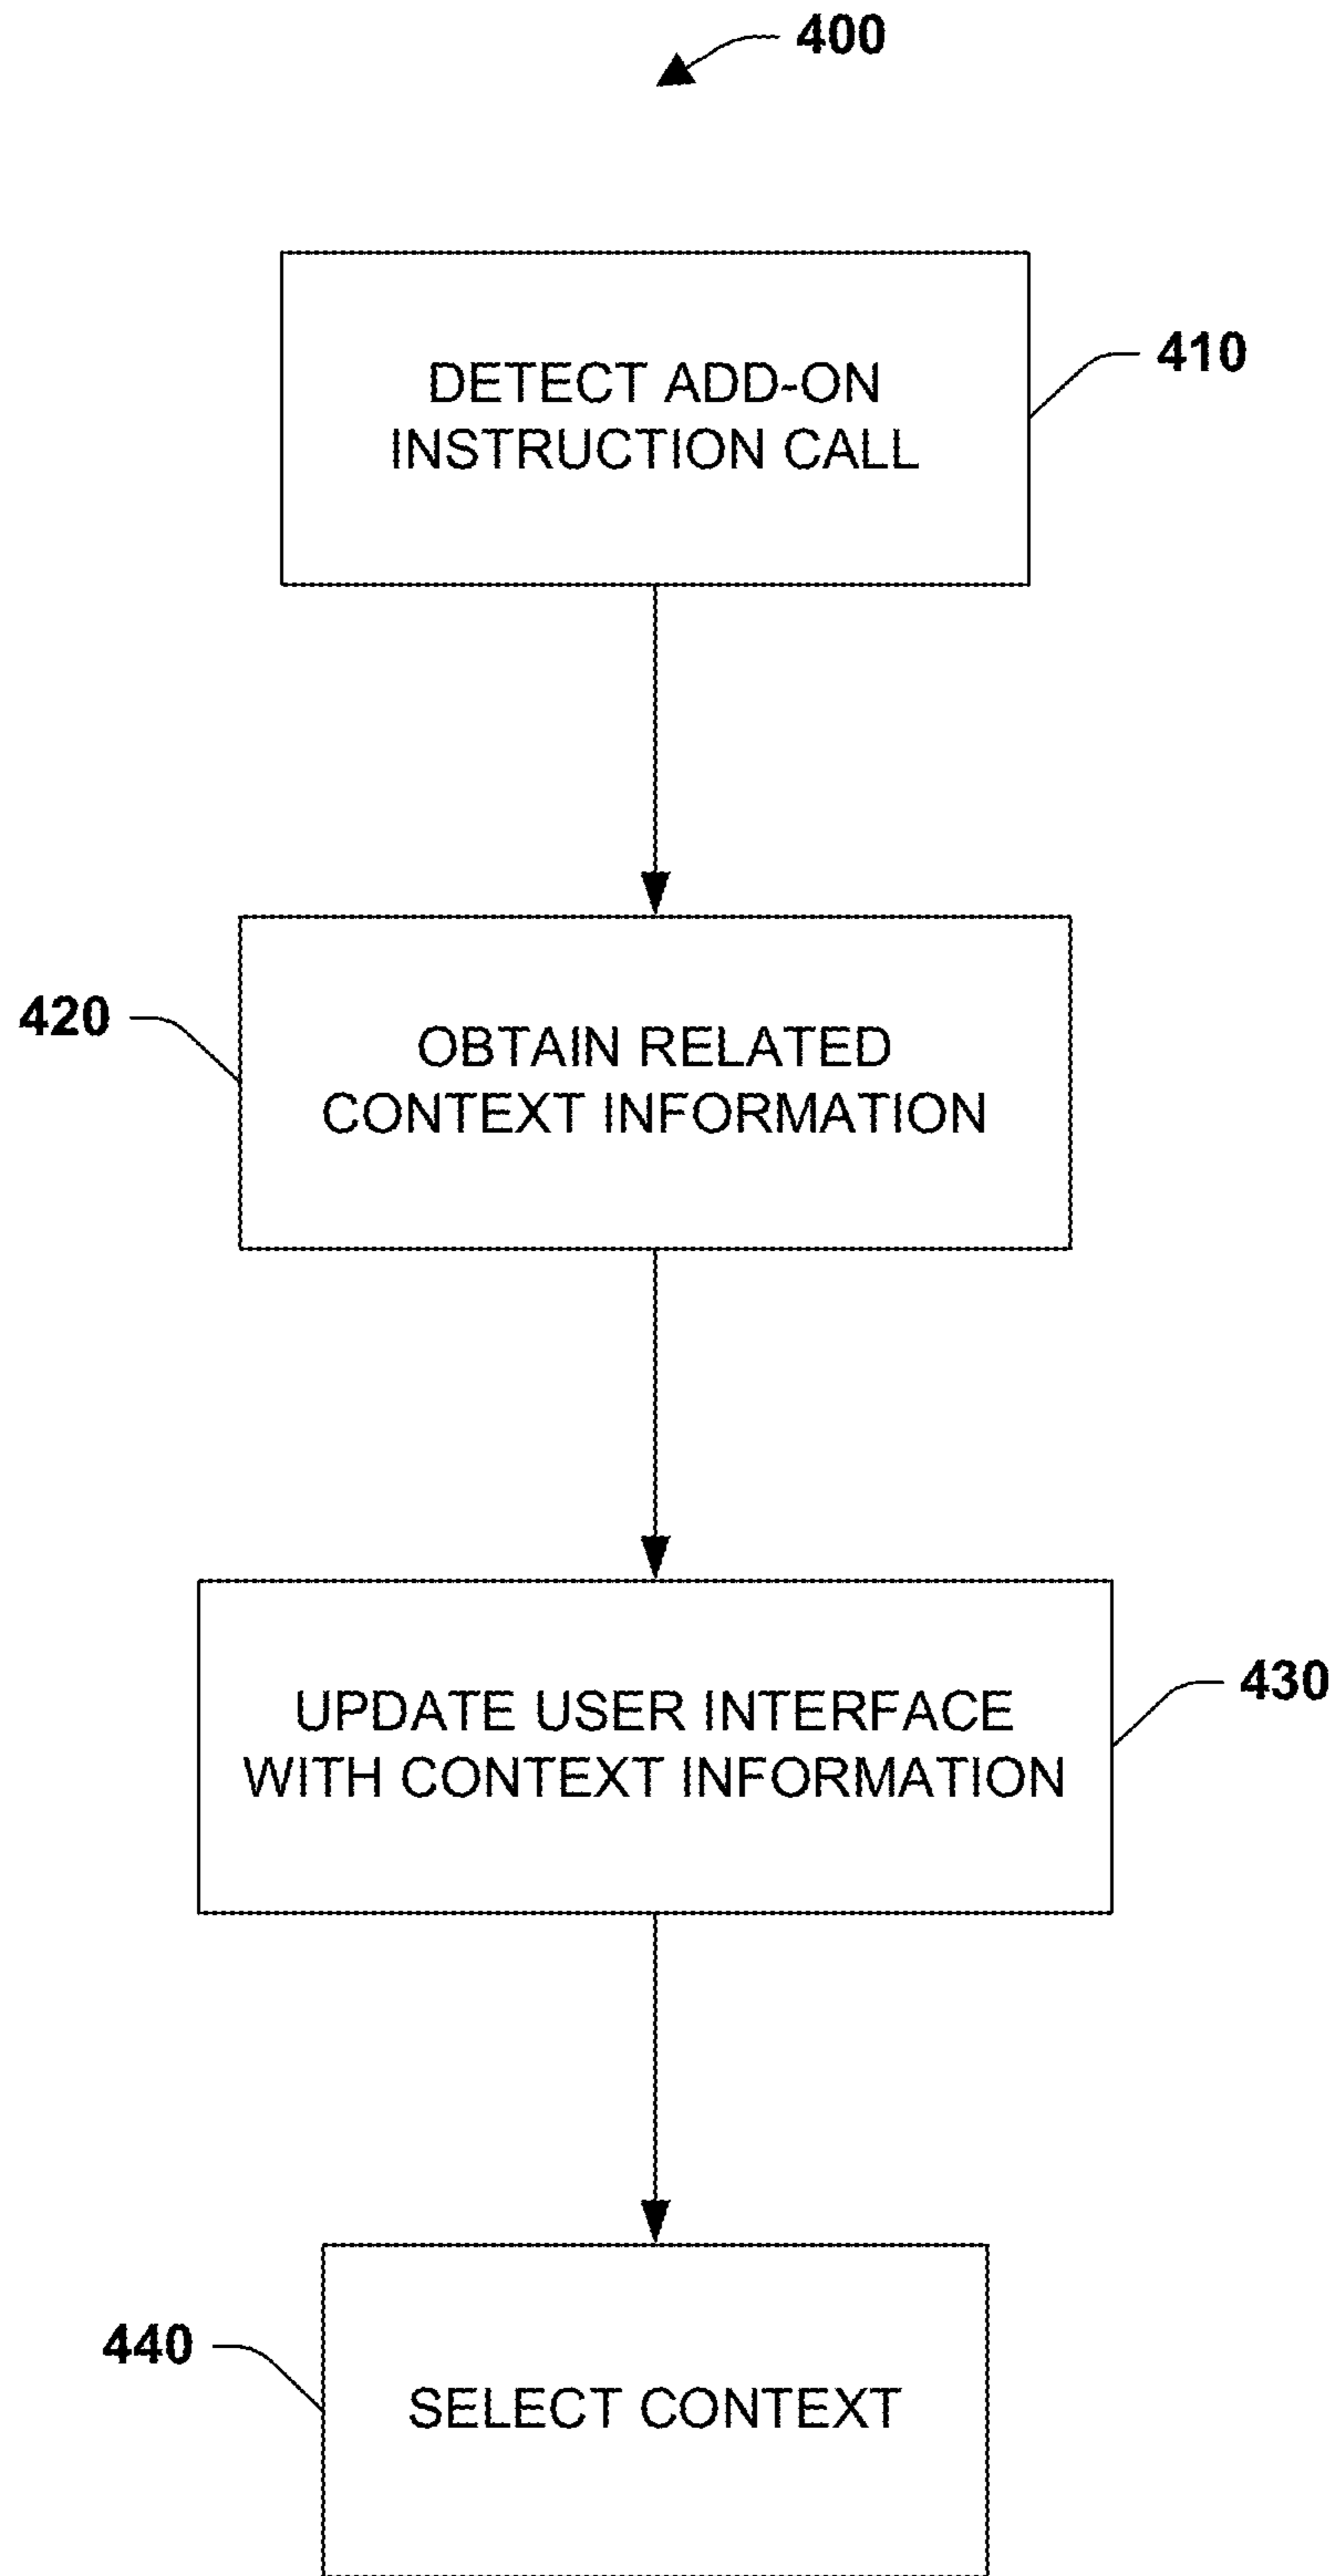 400
DETECT ADD-ON
INSTRUCTION CALL
410
420
OBTAIN RELATED
CONTEXT INFORMATION
UPDATE USER INTERFACE
WITH CONTEXT INFORMATION
430
440
SELECT CONTEXT